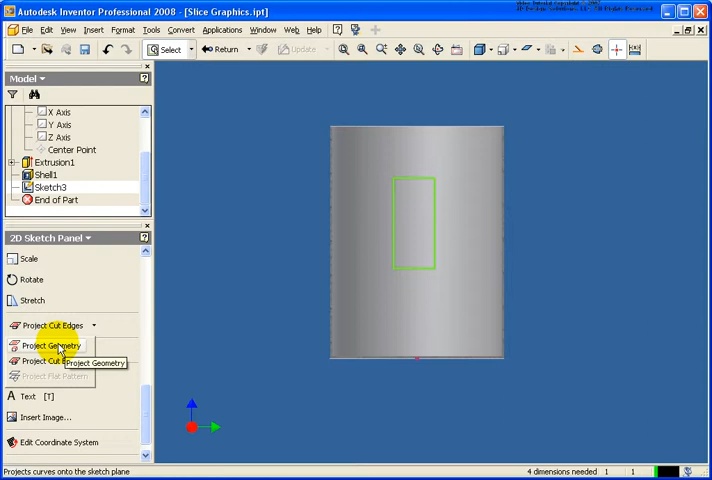 Autodesk Inventor Professional 2008 - [Slice Graphics.ipt]
File Edit View Insert Format Tools Convert Applications Window Web Help
Select Return Update
Model
X Axis
Y Axis
Z Axis
Center Point
Extrusion1
Shell1
Sketch3
End of Part
2D Sketch Panel
Scale
Rotate
Stretch
Project Cut Edges
Project Geometry
Project Cut E
Project Geometry
Project Flat Pattern
A Text [T]
Insert Image...
Edit Coordinate System
Projects curves onto the sketch plane 4 dimensions needed 1 1